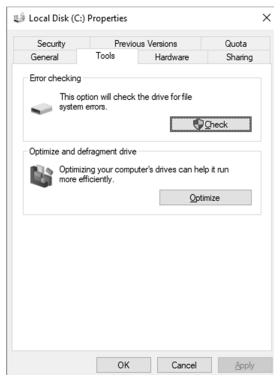 Local Disk (C:) Properties
Security Previous Versions Quota
General Tools Hardware Sharing
Error checking
This option will check the drive for file
system errors.
Check
Optimize and defragment drive
Optimizing your computer's drives can help it run
more efficiently.
Optimize
OK Cancel Apply